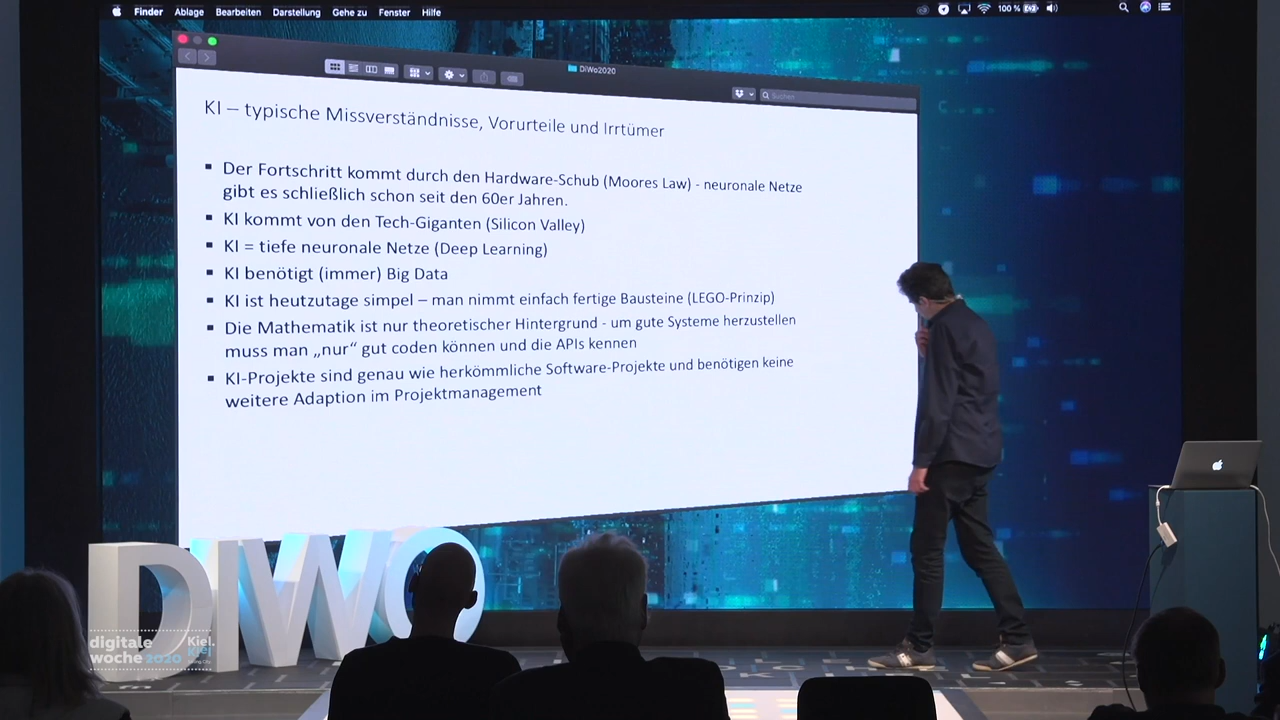 Finder Ablage Bearbeiten Darstellung Gehe zu Fenster Hilfe
100 %
DiWo2020
Suchen
KI – typische Missverständnisse, Vorurteile und Irrtümer
▪ Der Fortschritt kommt durch den Hardware-Schub (Moores Law) - neuronale Netze
gibt es schließlich schon seit den 60er Jahren.
▪ KI kommt von den Tech-Giganten (Silicon Valley)
▪ KI = tiefe neuronale Netze (Deep Learning)
▪ KI benötigt (immer) Big Data
▪ KI ist heutzutage simpel – man nimmt einfach fertige Bausteine (LEGO-Prinzip)
▪ Die Mathematik ist nur theoretischer Hintergrund - um gute Systeme herzustellen
muss man „nur“ gut coden können und die APIs kennen
▪ KI-Projekte sind genau wie herkömmliche Software-Projekte und benötigen keine
weitere Adaption im Projektmanagement
DIWO
digitale
woche 2020
Kiel.